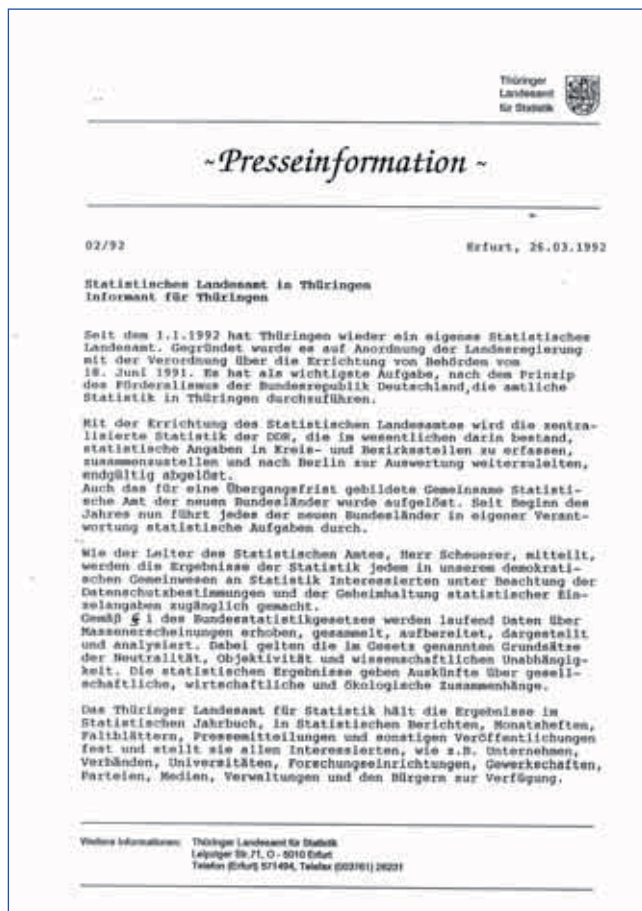 Thüringer
Landesamt
für Statistik
~Presseinformation ~
02/92 Erfurt, 26.03.1992
Statistisches Landesamt in Thüringen
Informant für Thüringen
Seit dem 1.1.1992 hat Thüringen wieder ein eigenes Statistisches
Landesamt. Gegründet wurde es auf Anordnung der Landesregierung
mit der Verordnung über die Errichtung von Behörden vom
18. Juni 1991. Es hat als wichtigste Aufgabe, nach dem Prinzip
des Förderalismus der Bundesrepublik Deutschland,die amtliche
Statistik in Thüringen durchzuführen.
Mit der Errichtung des Statistischen Landesamtes wird die zentra-
lisierte Statistik der DDR, die im wesentlichen darin bestand,
statistische Angaben in Kreis- und Bezirksstellen zu erfassen,
zusammenzustellen und nach Berlin zur Auswertung weiterzuleiten,
endgültig abgelöst.
Auch das für eine Übergangsfrist gebildete Gemeinsame Statisti-
sche Amt der neuen Bundesländer wurde aufgelöst. Seit Beginn des
Jahres nun führt jedes der neuen Bundesländer in eigener Verant-
wortung statistische Aufgaben durch.
Wie der Leiter des Statistischen Amtes, Herr Scheuerer, mitteilt,
werden die Ergebnisse der Statistik jedem in unserem demokrati-
schen Gemeinwesen an Statistik Interessierten unter Beachtung der
Datenschutzbestimmungen und der Geheimhaltung statistischer Ein-
zelangaben zugänglich gemacht.
Gemäß § 1 des Bundesstatistikgesetzes werden laufend Daten über
Massenerscheinungen erhoben, gesammelt, aufbereitet, dargestellt
und analysiert. Dabei gelten die im Gesetz genannten Grundsätze
der Neutralität, Objektivität und wissenschaftlichen Unabhängig-
keit. Die statistischen Ergebnisse geben Auskünfte über gesell-
schaftliche, wirtschaftliche und ökologische Zusammenhänge.
Das Thüringer Landesamt für Statistik hält die Ergebnisse im
Statistischen Jahrbuch, in Statistischen Berichten, Monatsheften,
Faltblättern, Pressemitteilungen und sonstigen Veröffentlichungen
fest und stellt sie allen Interessierten, wie z.B. Unternehmen,
Verbänden, Universitäten, Forschungseinrichtungen, Gewerkschaften,
Parteien, Medien, Verwaltungen und den Bürgern zur Verfügung.
Weitere Informationen: Thüringer Landesamt für Statistik
Leipziger Str.71, O - 5010 Erfurt
Telefon (Erfurt) 571494, Telefax (003761) 26231